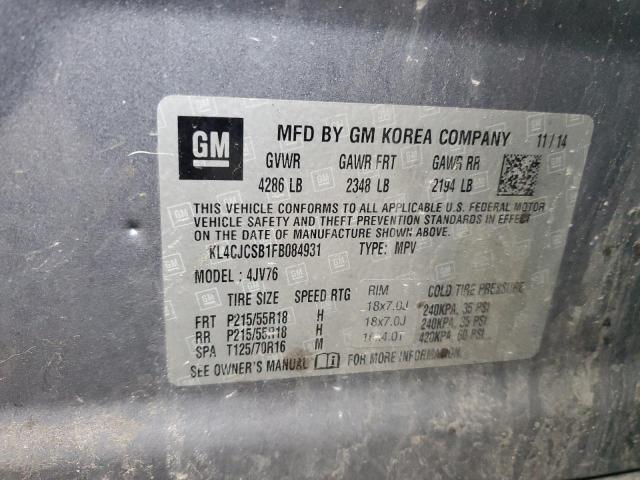 GM MFD BY GM KOREA COMPANY 11/14
GVWR GAWR FRT GAWR RR
4286 LB 2348 LB 2194 LB
THIS VEHICLE CONFORMS TO ALL APPLICABLE U.S. FEDERAL MOTOR
VEHICLE SAFETY AND THEFT PREVENTION STANDARDS IN EFFECT ON
THE DATE OF MANUFACTURE SHOWN ABOVE.
KL4CJCSB1FB084931 TYPE: MPV
MODEL: 4JV76
TIRE SIZE SPEED RTG RIM COLD TIRE PRESSURE
FRT P215/55R18 H 18x7.0J 240KPA, 35 PSI
RR P215/55R18 H 18x7.0J 240KPA, 35 PSI
SPA T125/70R16 M 420KPA, 60 PSI
SEE OWNER'S MANUAL FOR MORE INFORMATION.